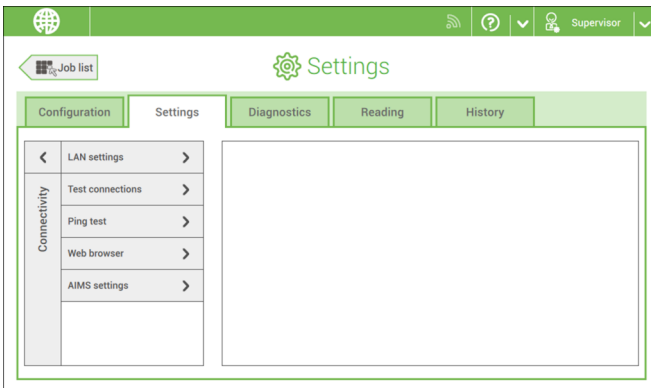 Supervisor
Job list
Settings
Configuration
Settings
Diagnostics
Reading
History
Connectivity
LAN settings
Test connections
Ping test
Web browser
AIMS settings